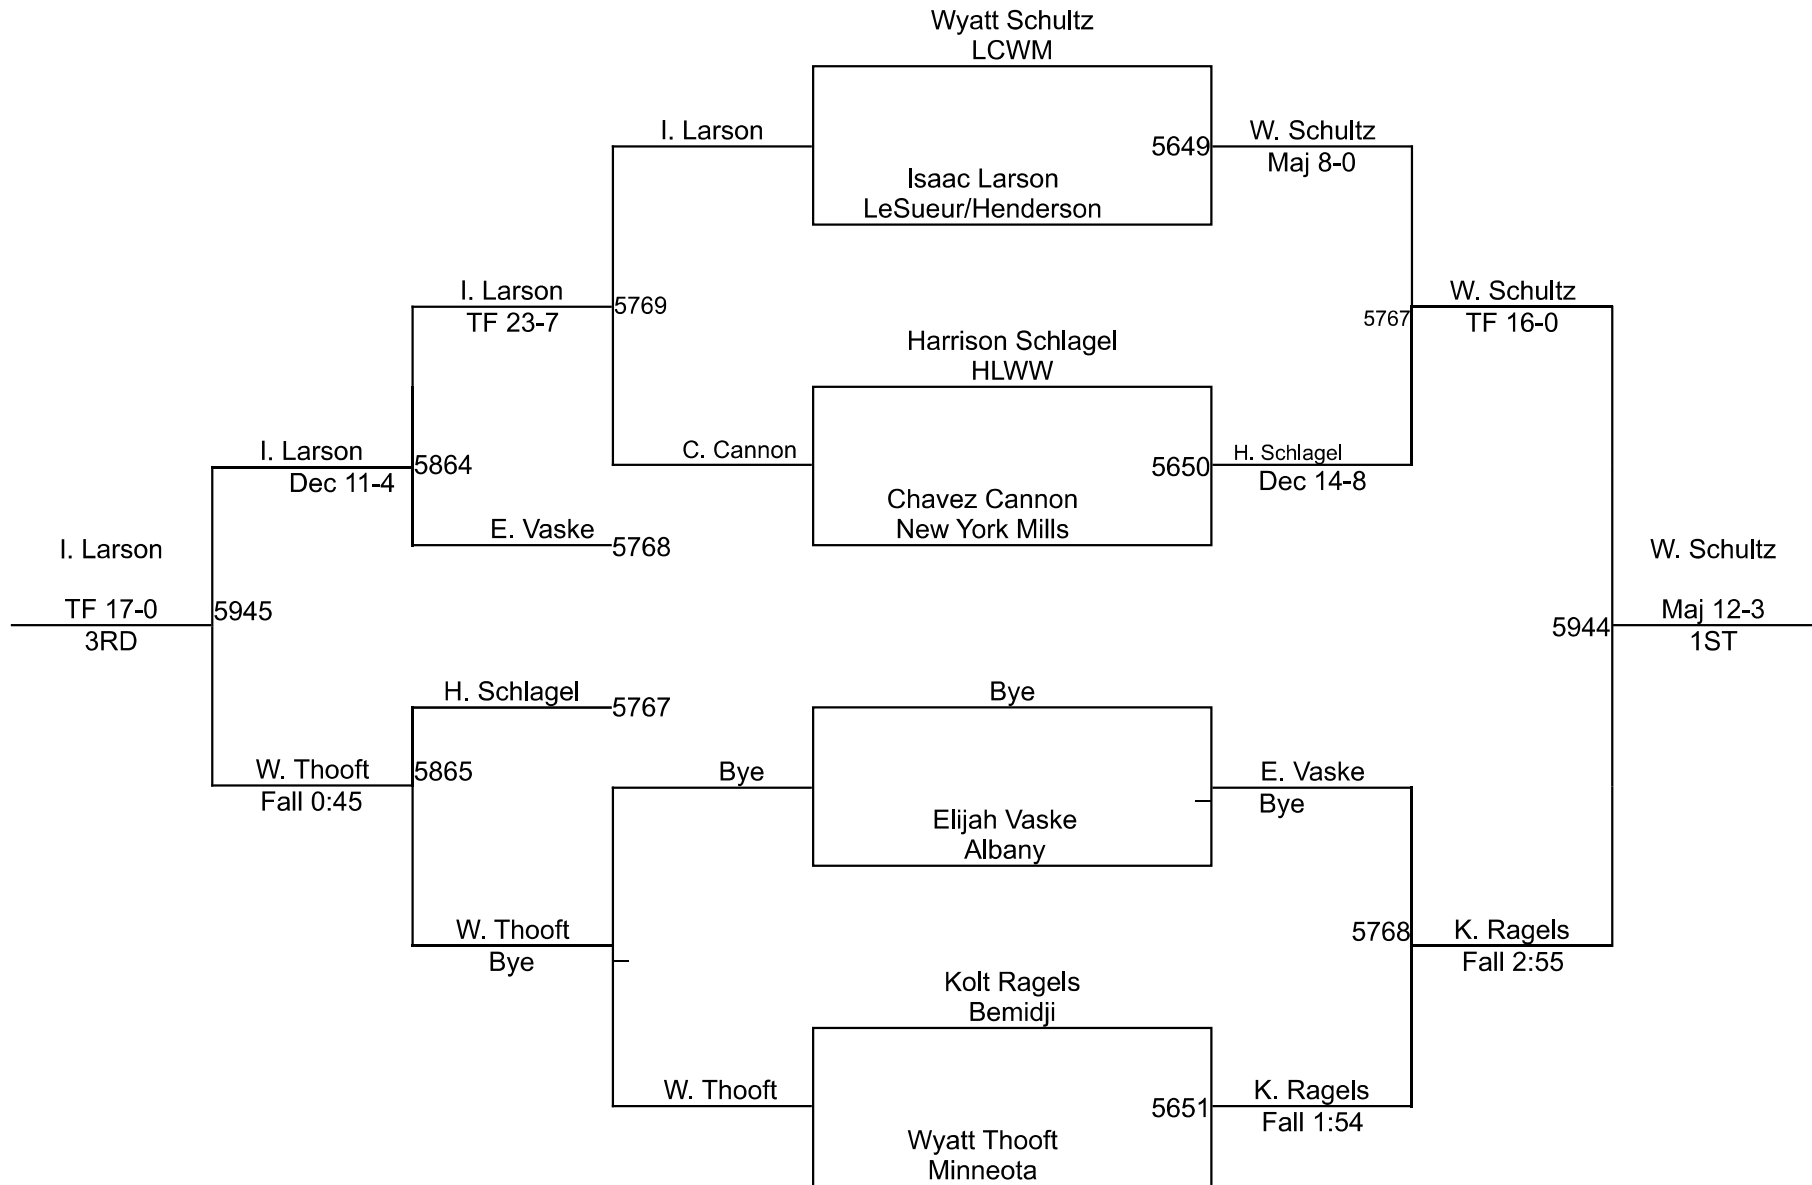 Wyatt Schultz
LCWM
I. Larson
5649
W. Schultz
Maj 8-0
Isaac Larson
LeSueur/Henderson
I. Larson
TF 23-7
5769
5767
W. Schultz
TF 16-0
Harrison Schlagel
HLWW
I. Larson
Dec 11-4
5864
C. Cannon
5650
H. Schlagel
Dec 14-8
Chavez Cannon
New York Mills
E. Vaske
5768
I. Larson
TF 17-0
3RD
5945
W. Schultz
5944
Maj 12-3
1ST
H. Schlagel
5767
Bye
W. Thooft
Fall 0:45
5865
Bye
E. Vaske
Bye
Elijah Vaske
Albany
W. Thooft
Bye
5768
K. Ragels
Fall 2:55
Kolt Ragels
Bemidji
W. Thooft
5651
K. Ragels
Fall 1:54
Wyatt Thooft
Minneota